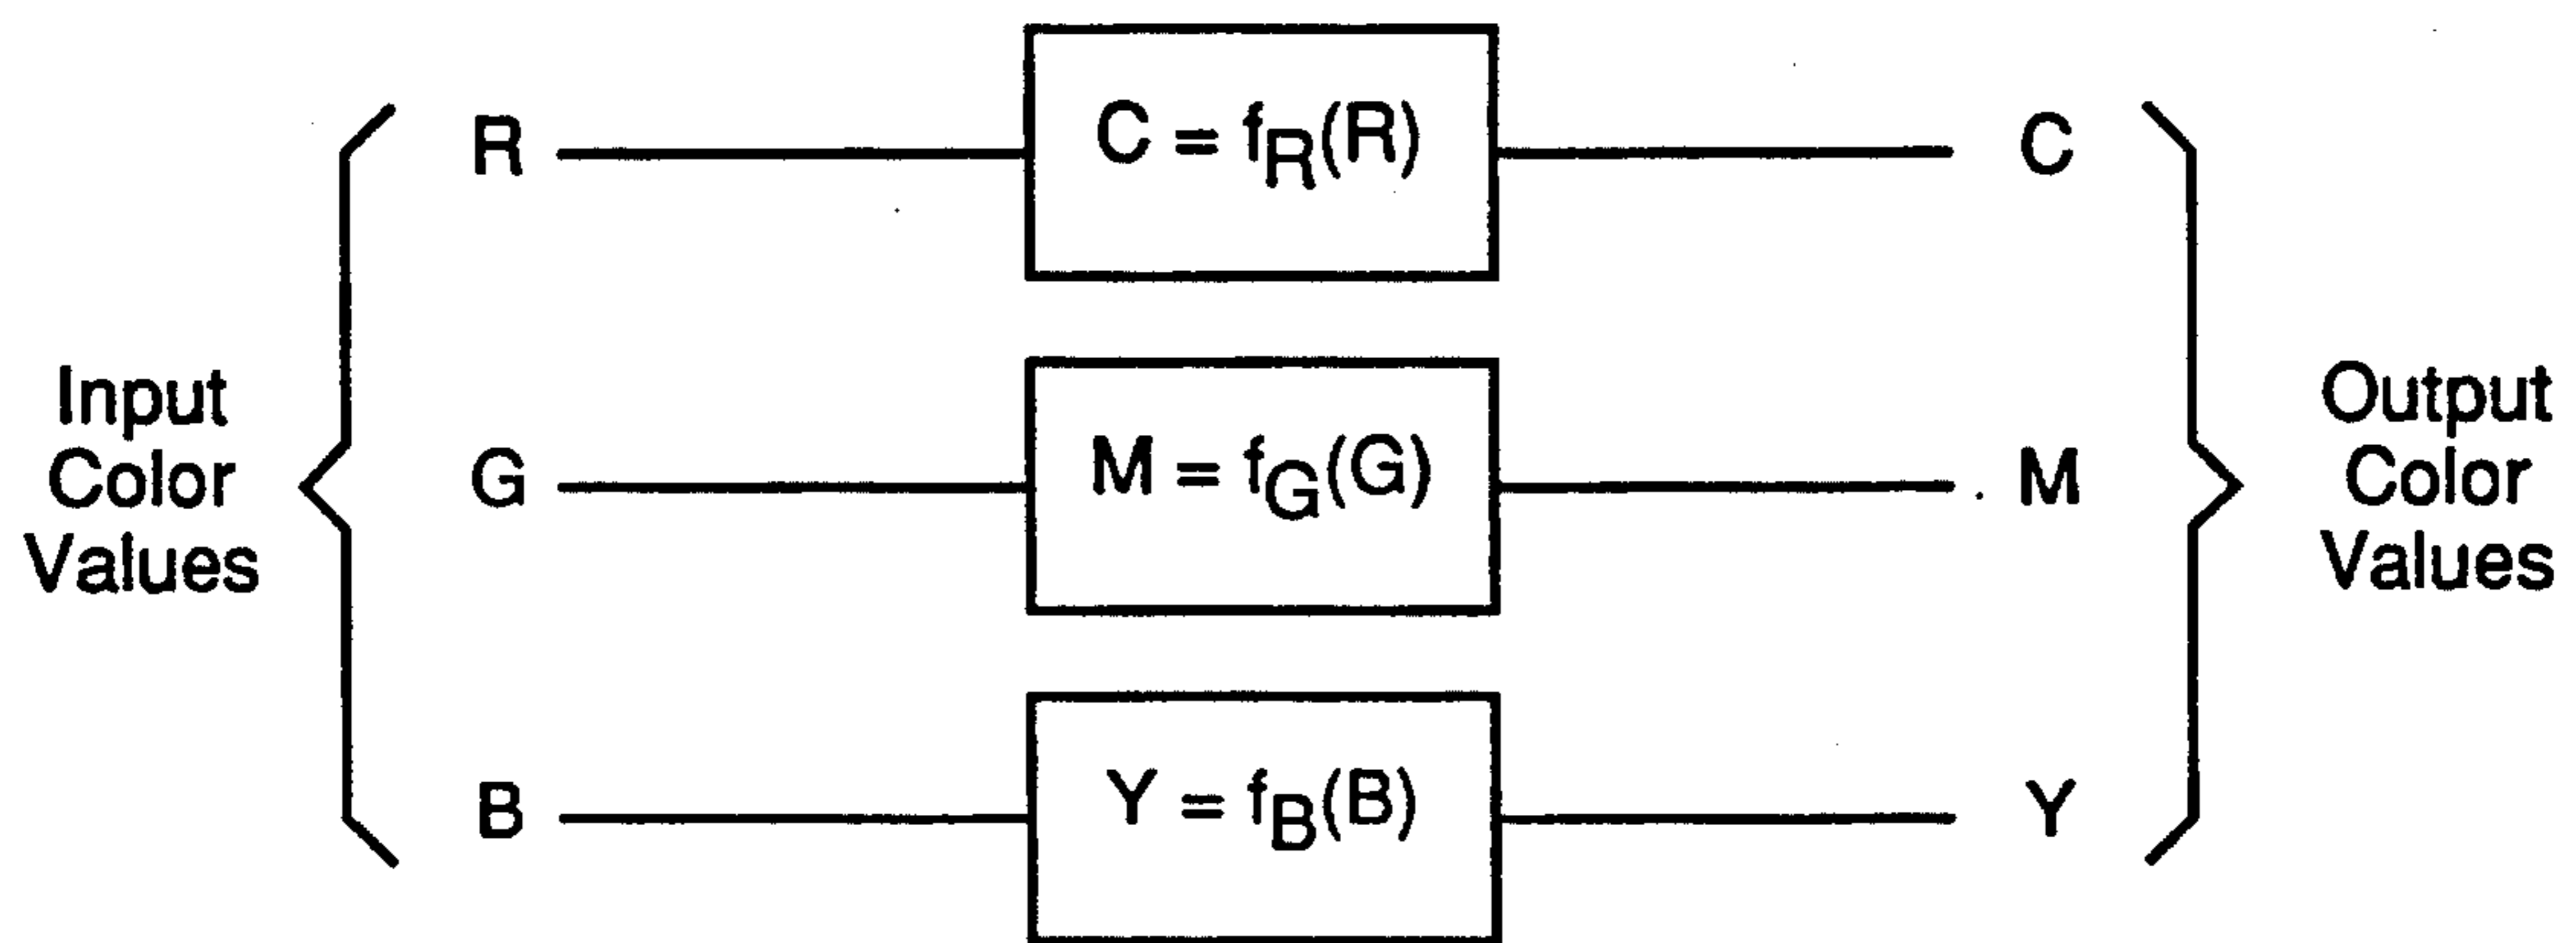 R
C = fR(R)
C
Input
Color
Values
G
M = fG(G)
M
Output
Color
Values
B
Y = fB(B)
Y